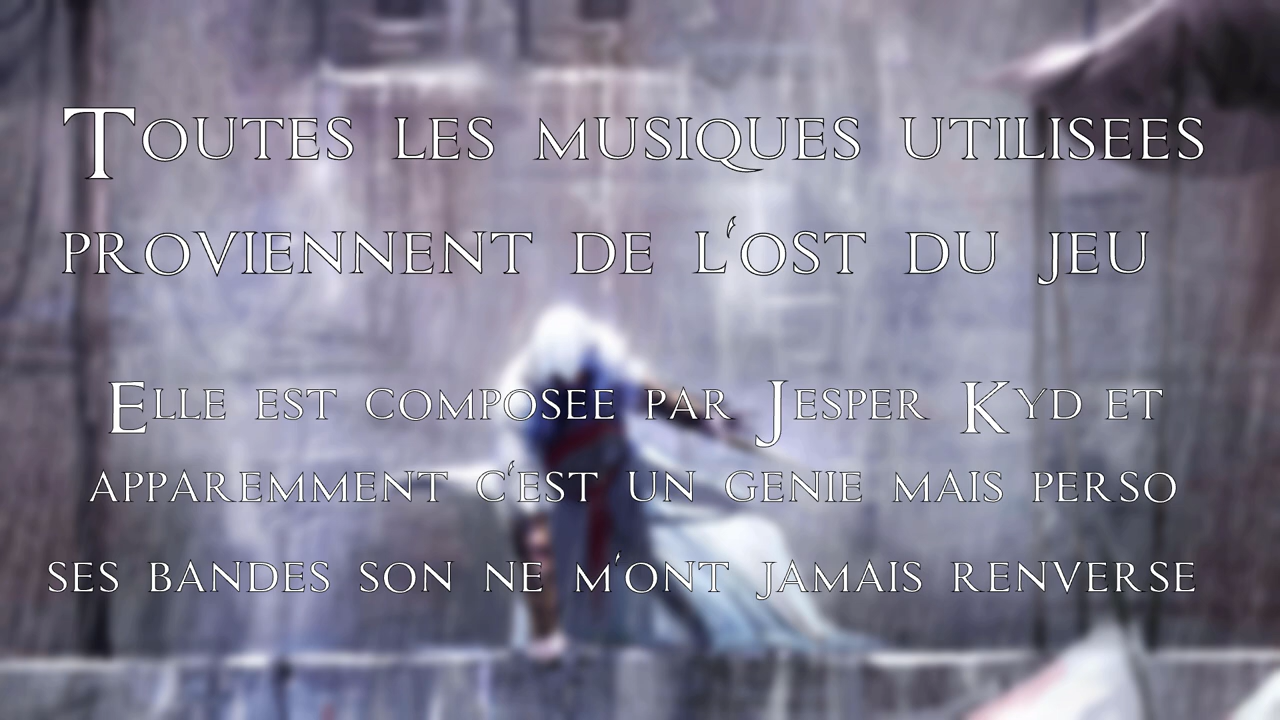 Toutes les musiques utilisees
proviennent de l'ost du jeu
Elle est composee par Jesper Kyd et
apparemment c'est un genie mais perso
ses bandes son ne m'ont jamais renverse